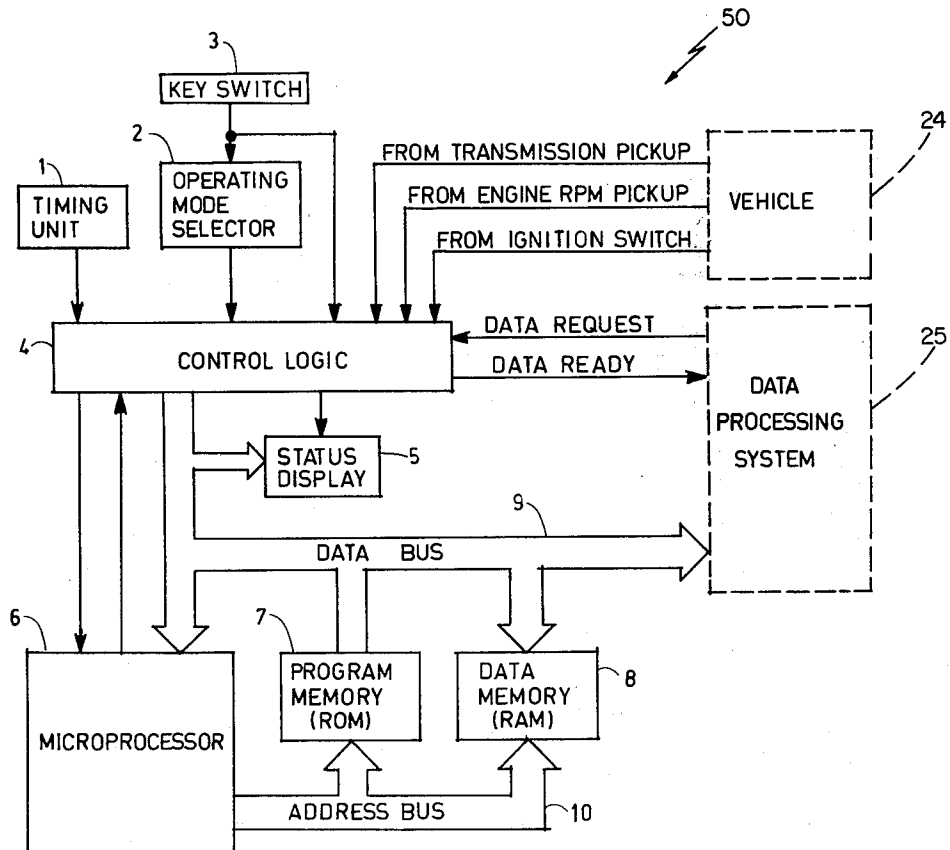 50
3
KEY SWITCH
2
OPERATING
MODE
SELECTOR
1
TIMING
UNIT
FROM TRANSMISSION PICKUP
FROM ENGINE RPM PICKUP
FROM IGNITION SWITCH
VEHICLE
24
4
CONTROL LOGIC
DATA REQUEST
DATA READY
DATA
PROCESSING
SYSTEM
25
STATUS
DISPLAY
5
9
DATA BUS
6
MICROPROCESSOR
7
PROGRAM
MEMORY
(ROM)
DATA
MEMORY
(RAM)
8
ADDRESS BUS
10